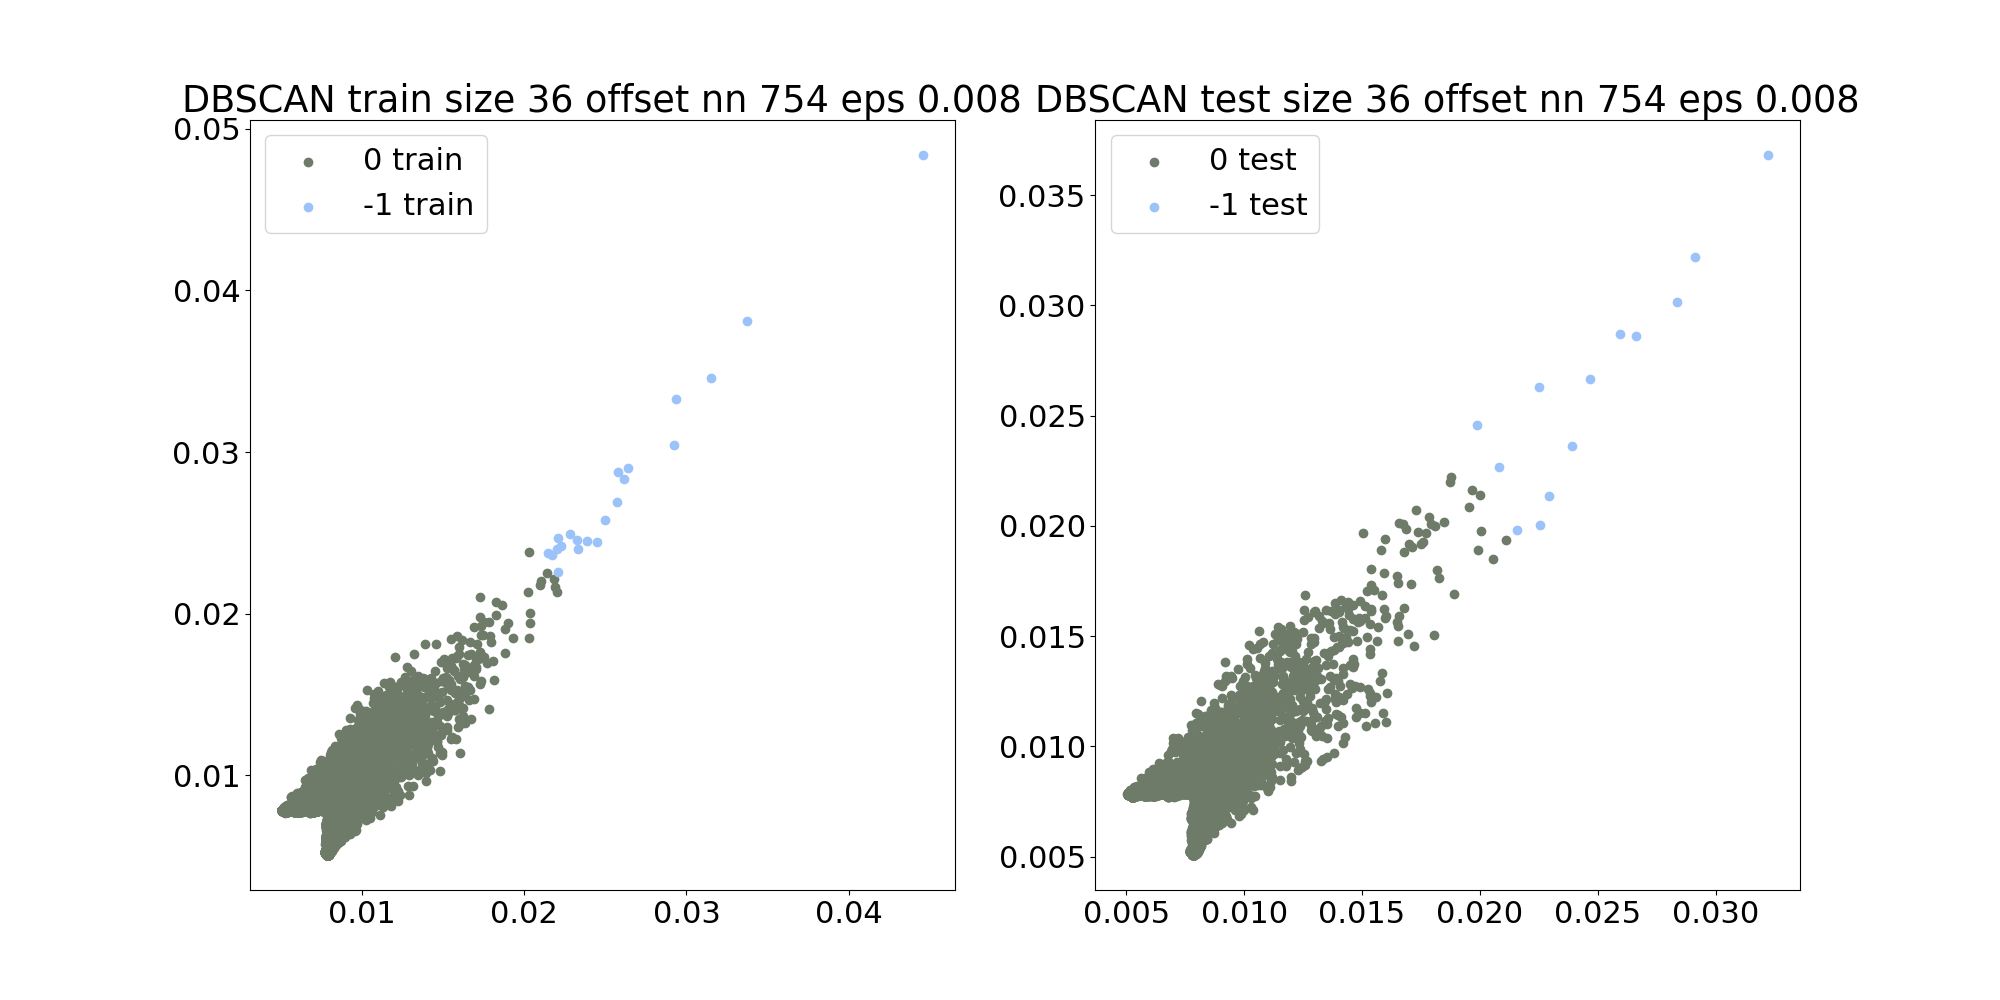 DBSCAN train size 36 offset nn 754 eps 0.008
0 train
-1 train
0.05
0.04
0.03
0.02
0.01
0.01 0.02 0.03 0.04
DBSCAN test size 36 offset nn 754 eps 0.008
0 test
-1 test
0.035
0.030
0.025
0.020
0.015
0.010
0.005
0.005 0.010 0.015 0.020 0.025 0.030